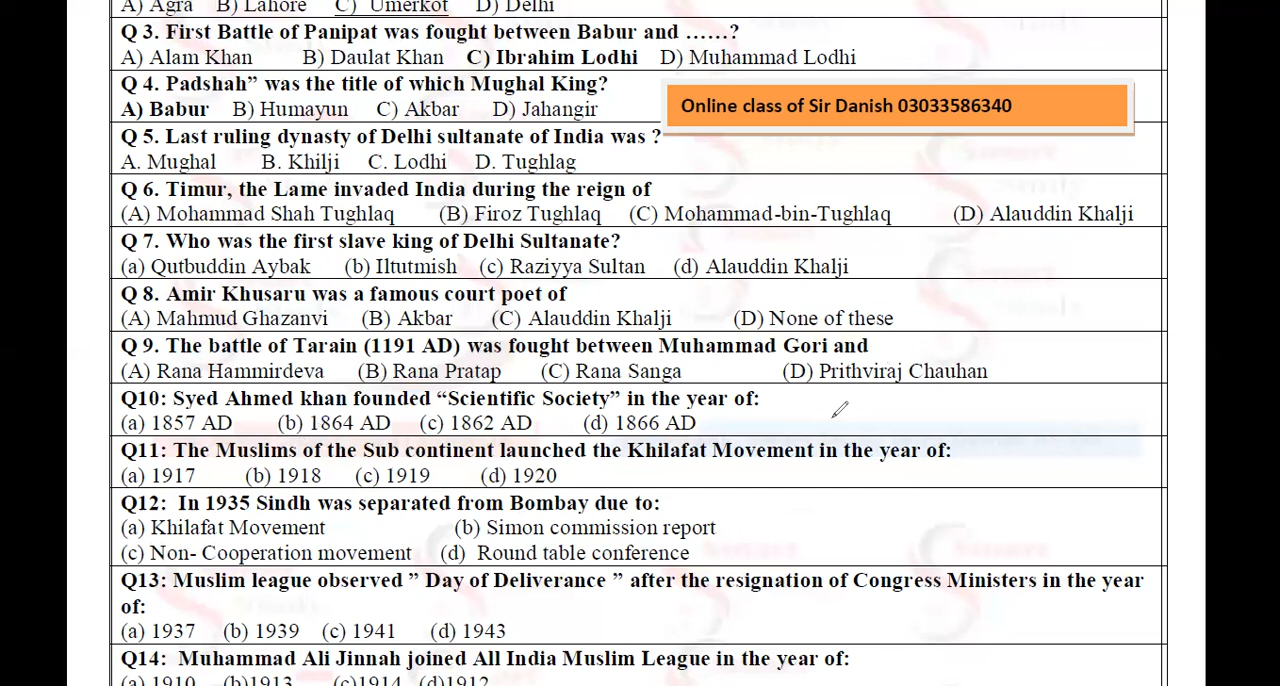 A) Agra B) Lahore C) Umerkot D) Delhi
Q 3. First Battle of Panipat was fought between Babur and ……?
A) Alam Khan B) Daulat Khan C) Ibrahim Lodhi D) Muhammad Lodhi
Q 4. Padshah” was the title of which Mughal King?
A) Babur B) Humayun C) Akbar D) Jahangir
Online class of Sir Danish 03033586340
Q 5. Last ruling dynasty of Delhi sultanate of India was ?
A. Mughal B. Khilji C. Lodhi D. Tughlag
Q 6. Timur, the Lame invaded India during the reign of
(A) Mohammad Shah Tughlaq (B) Firoz Tughlaq (C) Mohammad-bin-Tughlaq (D) Alauddin Khalji
Q 7. Who was the first slave king of Delhi Sultanate?
(a) Qutbuddin Aybak (b) Iltutmish (c) Raziyya Sultan (d) Alauddin Khalji
Q 8. Amir Khusaru was a famous court poet of
(A) Mahmud Ghazanvi (B) Akbar (C) Alauddin Khalji (D) None of these
Q 9. The battle of Tarain (1191 AD) was fought between Muhammad Gori and
(A) Rana Hammirdeva (B) Rana Pratap (C) Rana Sanga (D) Prithviraj Chauhan
Q10: Syed Ahmed khan founded “Scientific Society” in the year of:
(a) 1857 AD (b) 1864 AD (c) 1862 AD (d) 1866 AD
Q11: The Muslims of the Sub continent launched the Khilafat Movement in the year of:
(a) 1917 (b) 1918 (c) 1919 (d) 1920
Q12: In 1935 Sindh was separated from Bombay due to:
(a) Khilafat Movement (b) Simon commission report
(c) Non- Cooperation movement (d) Round table conference
Q13: Muslim league observed ” Day of Deliverance ” after the resignation of Congress Ministers in the year
of:
(a) 1937 (b) 1939 (c) 1941 (d) 1943
Q14: Muhammad Ali Jinnah joined All India Muslim League in the year of:
(a) 1910 (b)1913 (c)1914 (d)1912